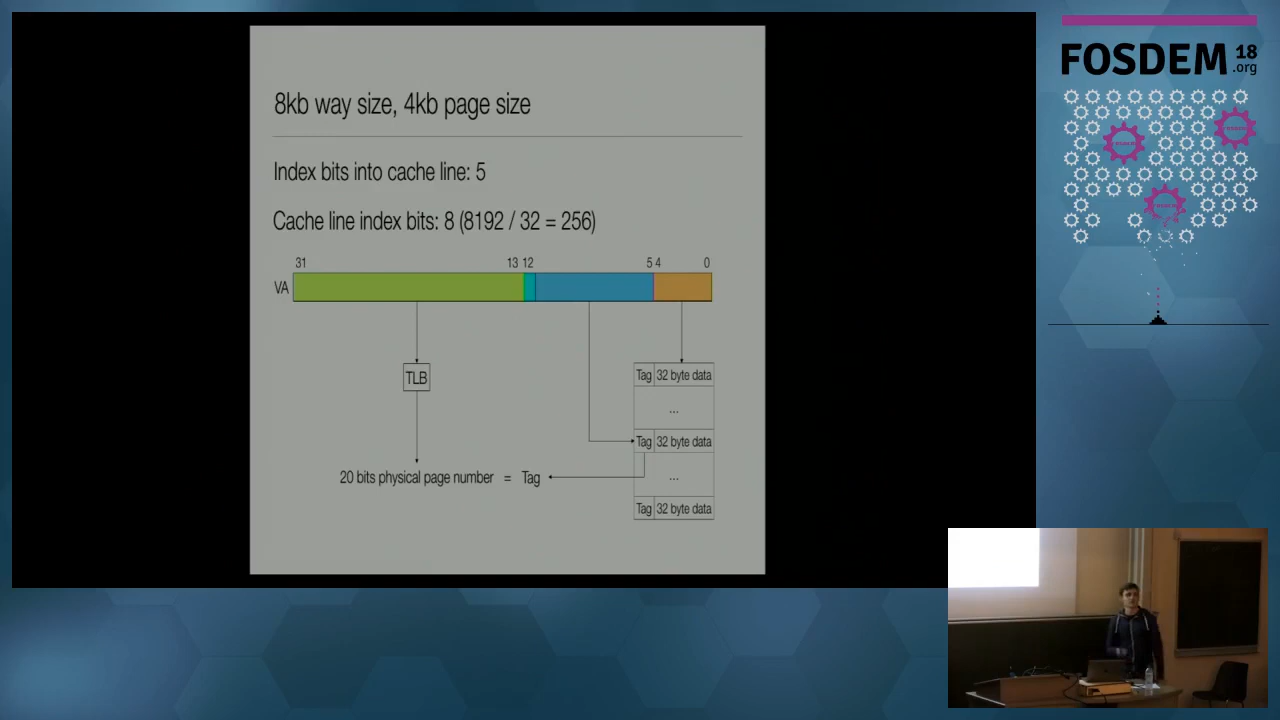 8kb way size, 4kb page size
Index bits into cache line: 5
Cache line index bits: 8 (8192 / 32 = 256)
31 13 12 5 4 0
VA
TLB
Tag 32 byte data
...
Tag 32 byte data
20 bits physical page number = Tag
...
Tag 32 byte data
FOSDEM 18
.org